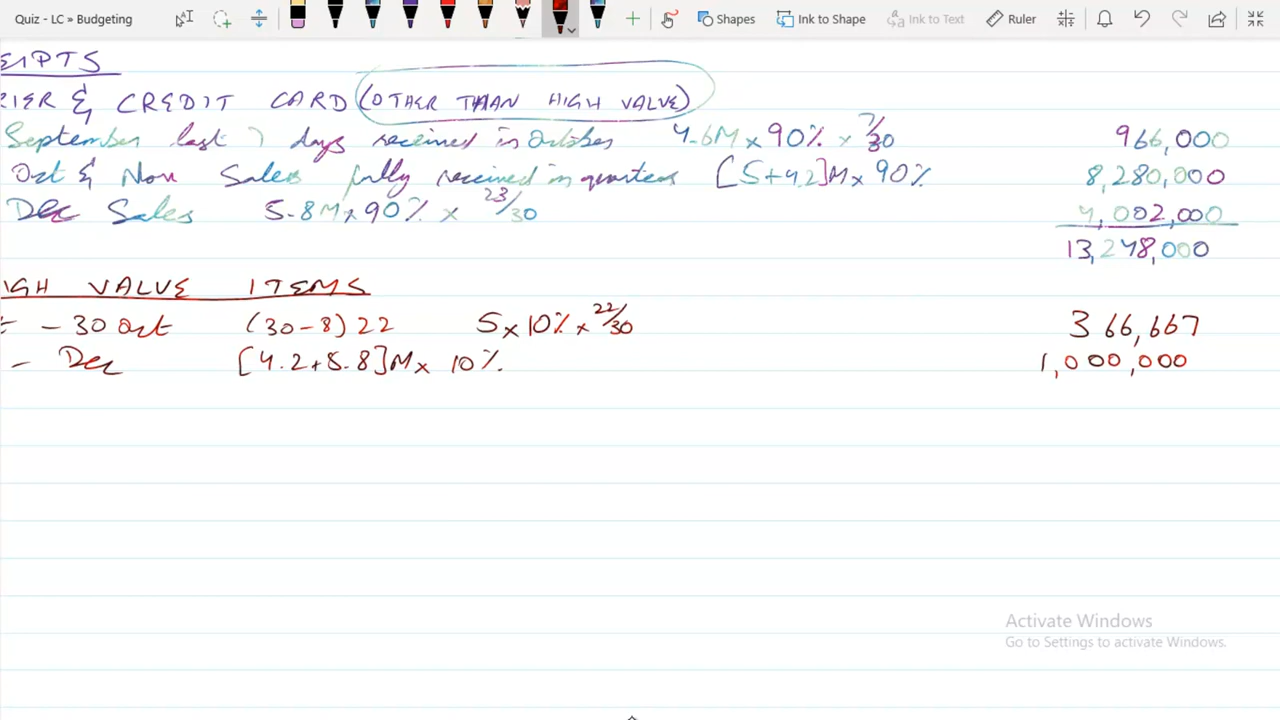 Quiz - LC » Budgeting Shapes Ink to Shape Ink to Text Ruler
EIPTS
RIER & CREDIT CARD (OTHER THAN HIGH VALUE)
September last 7 days received in October 4.6M x 90% x 7/30 966,000
Oct & Nov Sales fully received in quarters [5+4.2]M x 90% 8,280,000
Dec Sales 5.8M x 90% x 23/30 4,002,000
13,248,000
IGH VALUE ITEMS
- 30 Oct (30-8) 22 5 x 10% x 22/30 366,667
- Dec [4.2+5.8]M x 10% 1,000,000
Activate Windows
Go to Settings to activate Windows.